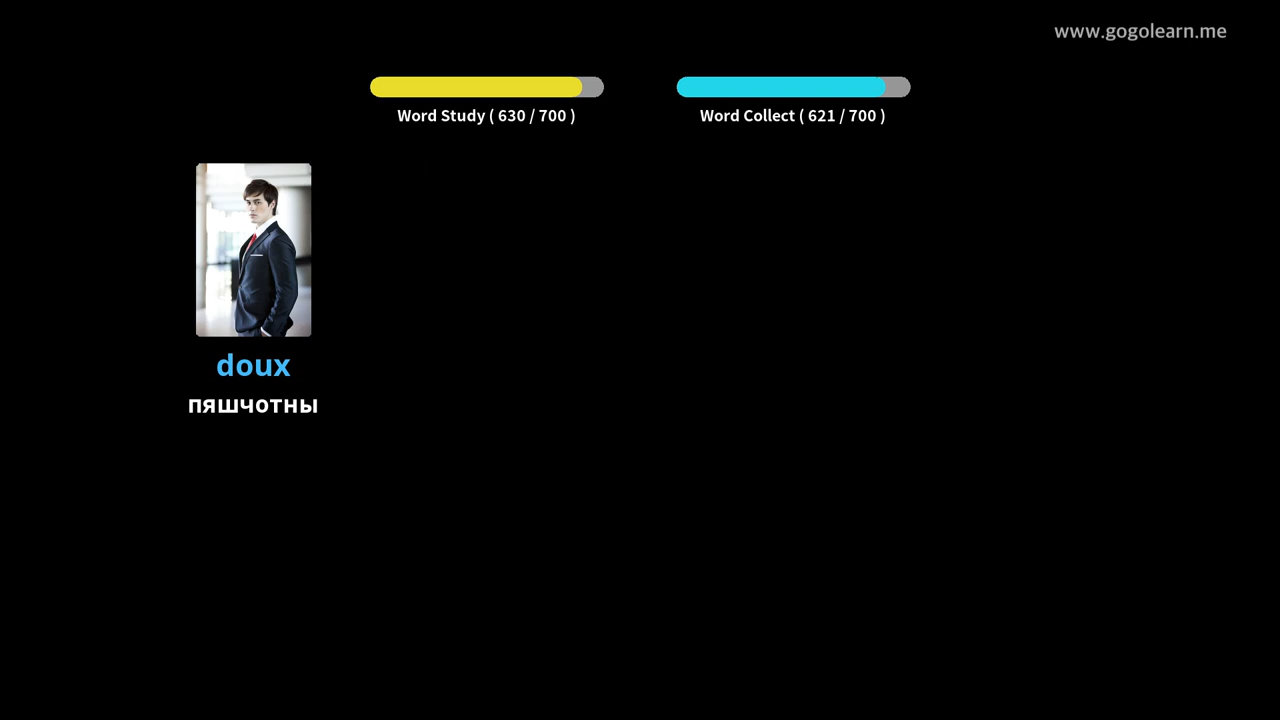 www.gogolearn.me
Word Study ( 630 / 700 )
Word Collect ( 621 / 700 )
doux
пяшчотны